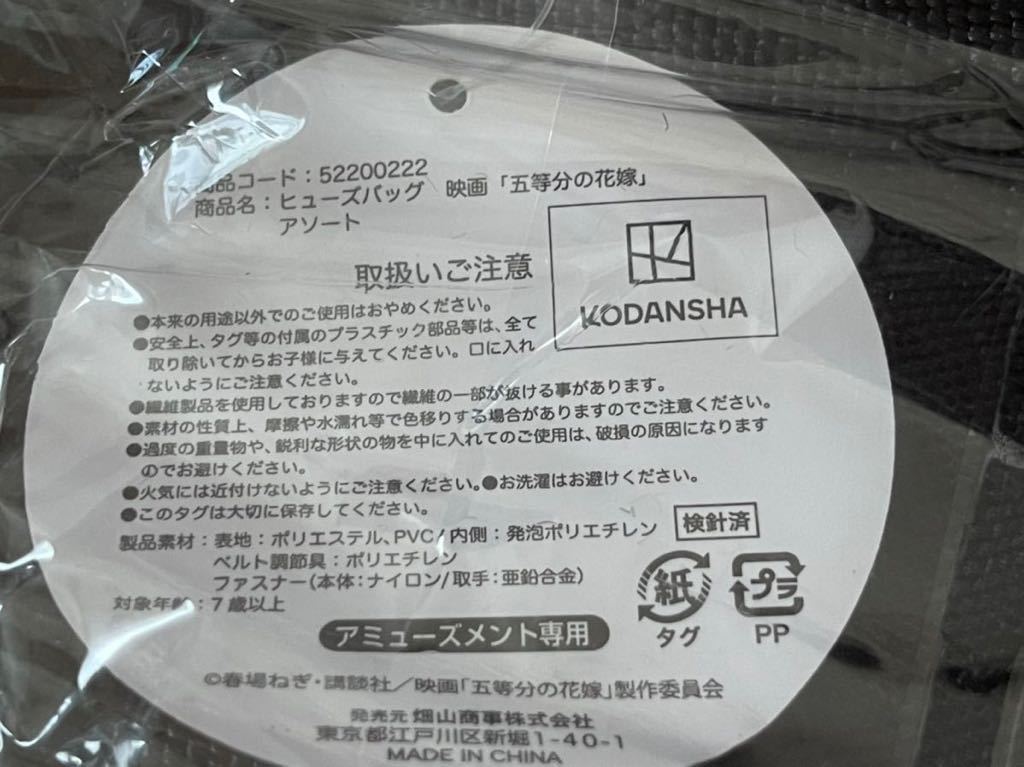 商品コード：52200222
商品名：ヒューズバッグ 映画「五等分の花嫁」
アソート
取扱いご注意
KODANSHA
●本来の用途以外でのご使用はおやめください。
●安全上、タグ等の付属のプラスチック部品等は、全て
取り除いてからお子様に与えてください。口に入れ
ないようにご注意ください。
●繊維製品を使用しておりますので繊維の一部が抜ける事があります。
●素材の性質上、摩擦や水濡れ等で色移りする場合がありますのでご注意ください。
●過度の重量物や、鋭利な形状の物を中に入れてのご使用は、破損の原因になります
のでお避けください。
●火気には近付けないようにご注意ください。●お洗濯はお避けください。
●このタグは大切に保存してください。
製品素材：表地：ポリエステル、PVC/内側：発泡ポリエチレン
検針済
ベルト調節具：ポリエチレン
ファスナー(本体：ナイロン/取手：亜鉛合金)
対象年齢：7歳以上
紙
タグ
プラ
PP
アミューズメント専用
©春場ねぎ・講談社／映画「五等分の花嫁」製作委員会
発売元 畑山商事株式会社
東京都江戸川区新堀1-40-1
MADE IN CHINA